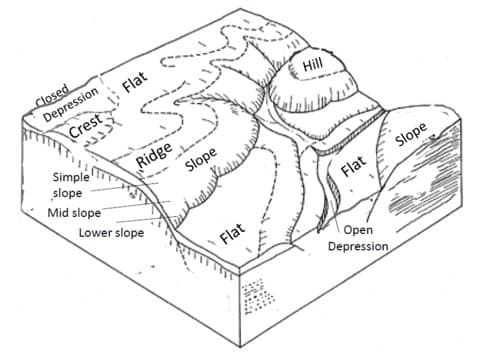 Hill
Flat
Closed
Depression
Crest
Slope
Ridge
Slope
Flat
Simple
slope
Mid slope
Lower slope
Flat
Open
Depression